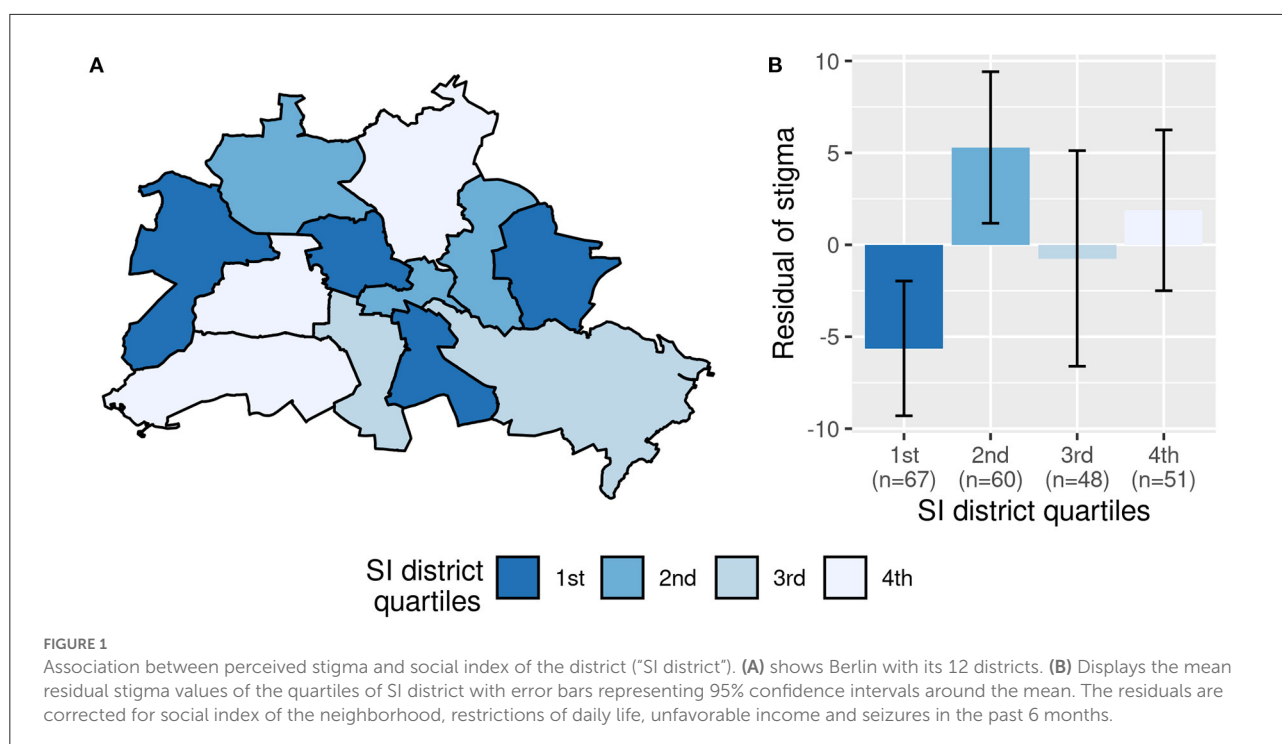 A
B
10
5
0
-5
-10
Residual of stigma
1st 2nd 3rd 4th
(n=67) (n=60) (n=48) (n=51)
SI district quartiles
SI district
quartiles
1st 2nd 3rd 4th
FIGURE 1
Association between perceived stigma and social index of the district (“SI district”). (A) shows Berlin with its 12 districts. (B) Displays the mean
residual stigma values of the quartiles of SI district with error bars representing 95% confidence intervals around the mean. The residuals are
corrected for social index of the neighborhood, restrictions of daily life, unfavorable income and seizures in the past 6 months.